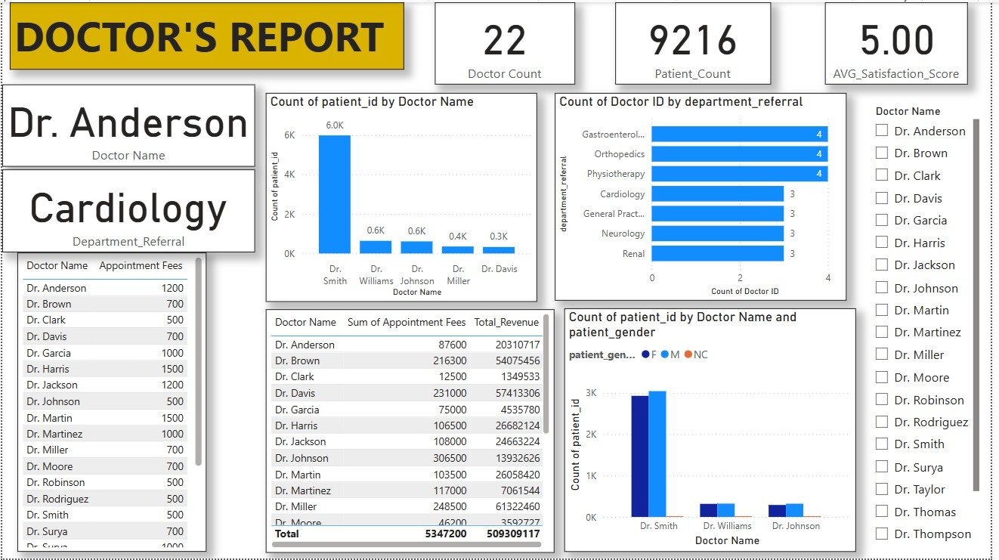 DOCTOR'S REPORT
22
Doctor Count
9216
Patient_Count
5.00
AVG_Satisfaction_Score
Dr. Anderson
Doctor Name
Cardiology
Department_Referral
Doctor Name Appointment Fees
Dr. Anderson 1200
Dr. Brown 700
Dr. Clark 500
Dr. Davis 700
Dr. Garcia 1000
Dr. Harris 1500
Dr. Jackson 1200
Dr. Johnson 500
Dr. Martin 1500
Dr. Martinez 1000
Dr. Miller 700
Dr. Moore 700
Dr. Robinson 500
Dr. Rodriguez 500
Dr. Smith 500
Dr. Surya 700
Dr. Surya 1000
Count of patient_id by Doctor Name
Count of patient_id
6K
4K
2K
0K
6.0K
0.6K
0.6K
0.4K
0.3K
Dr. Smith
Dr. Williams
Dr. Johnson
Dr. Miller
Dr. Davis
Doctor Name
Count of Doctor ID by department_referral
department_referral
Gastroenterol... 4
Orthopedics 4
Physiotherapy 4
Cardiology 3
General Pract... 3
Neurology 3
Renal 3
0 2 4
Count of Doctor ID
Doctor Name Sum of Appointment Fees Total_Revenue
Dr. Anderson 87600 20310717
Dr. Brown 216300 54075456
Dr. Clark 12500 1349533
Dr. Davis 231000 57413306
Dr. Garcia 75000 4535780
Dr. Harris 106500 26682124
Dr. Jackson 108000 24663224
Dr. Johnson 306500 13932626
Dr. Martin 103500 26058420
Dr. Martinez 117000 7061544
Dr. Miller 248500 61322460
Dr. Moore 46200 3592727
Total 5347200 509309117
Count of patient_id by Doctor Name and
patient_gender
patient_gen... F M NC
Count of patient_id
3K
2K
1K
0K
Dr. Smith Dr. Williams Dr. Johnson
Doctor Name
Doctor Name
Dr. Anderson
Dr. Brown
Dr. Clark
Dr. Davis
Dr. Garcia
Dr. Harris
Dr. Jackson
Dr. Johnson
Dr. Martin
Dr. Martinez
Dr. Miller
Dr. Moore
Dr. Robinson
Dr. Rodriguez
Dr. Smith
Dr. Surya
Dr. Taylor
Dr. Thomas
Dr. Thompson